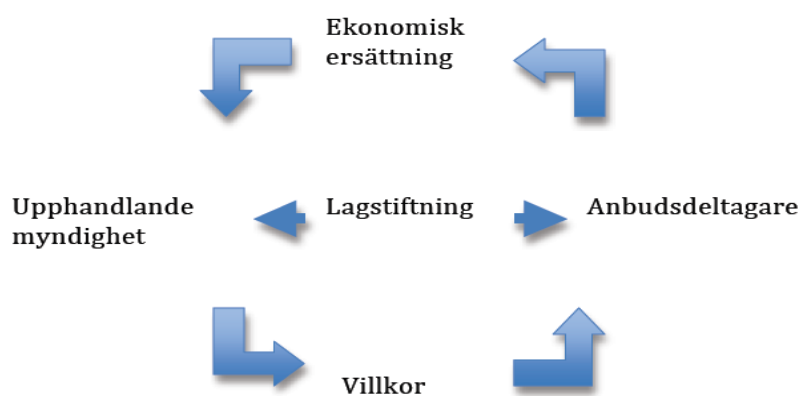 Ekonomisk
ersättning
Upphandlande
myndighet
Lagstiftning
Anbudsdeltagare
Villkor